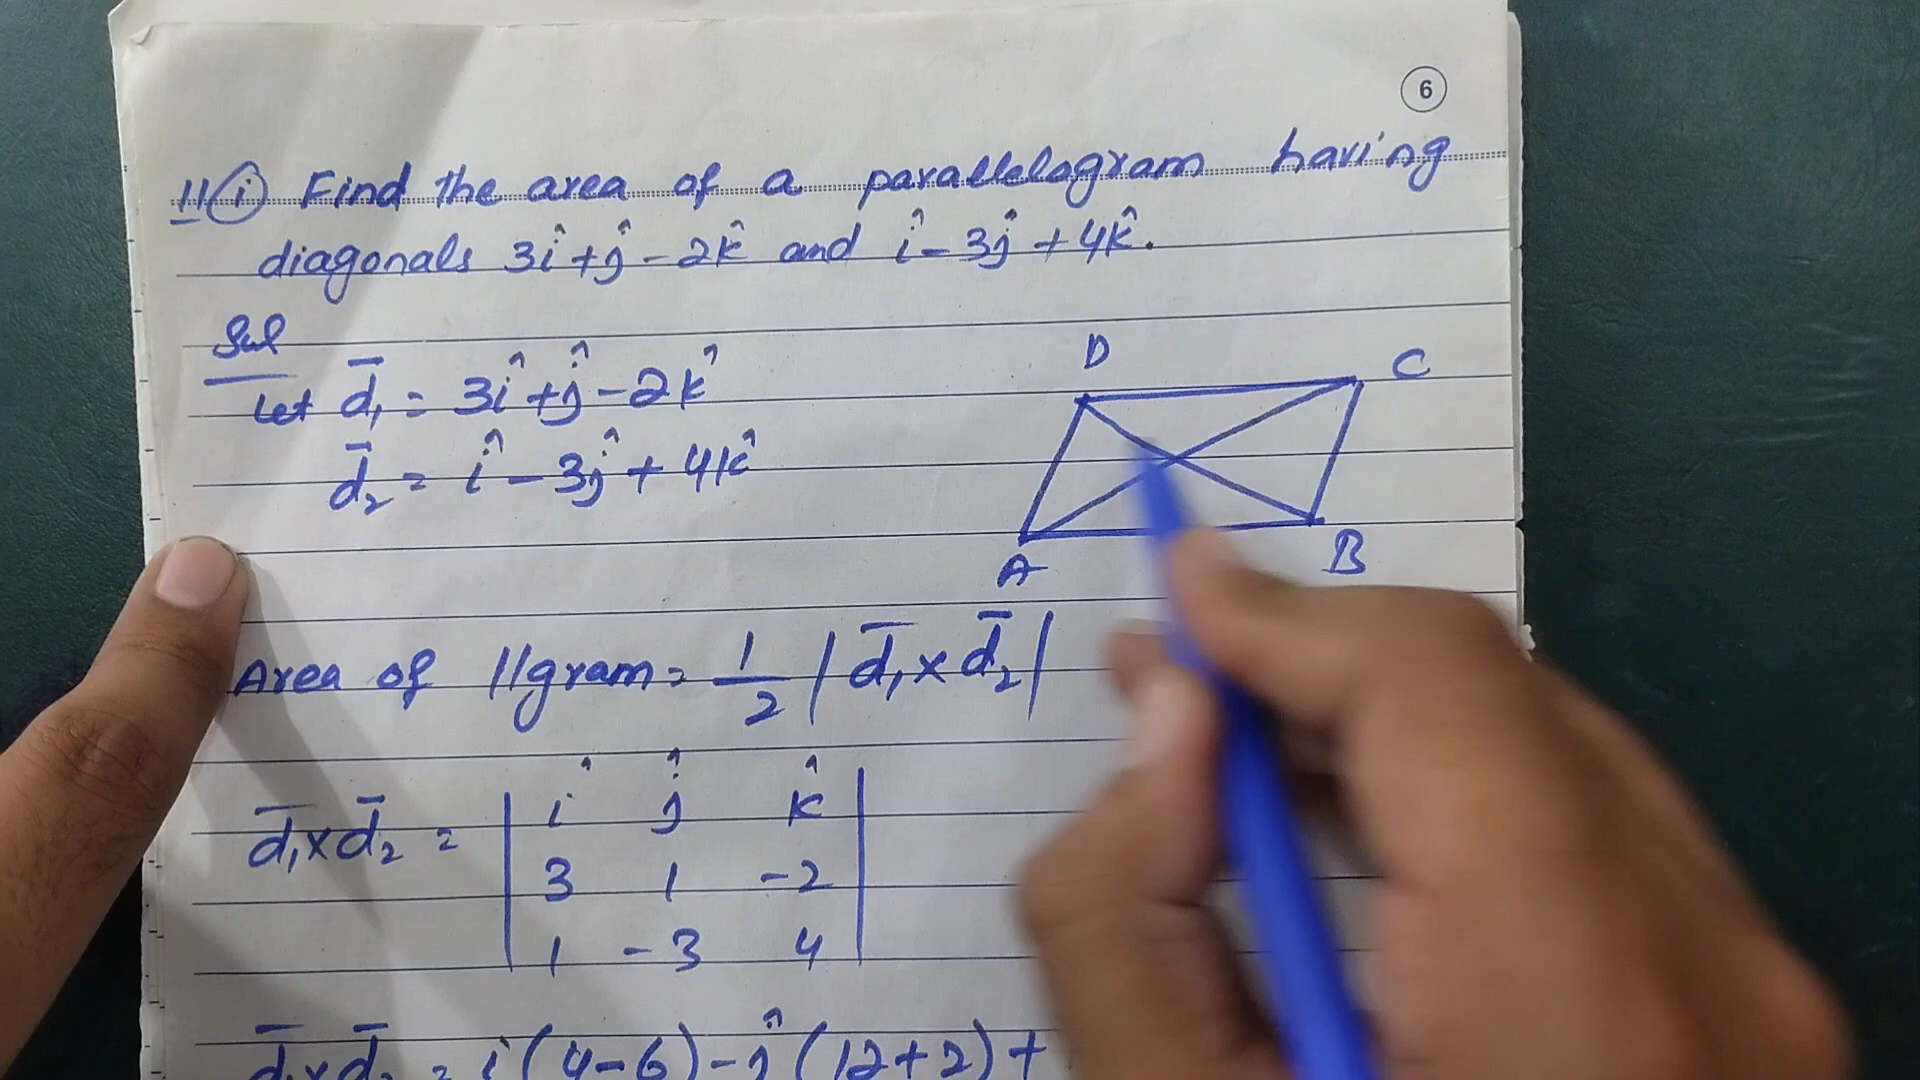 6
11 (i) Find the area of a parallelogram having
diagonals 3î+ĵ-2k̂ and î-3ĵ+4k̂.
Sol
Let d̄₁ = 3î+ĵ-2k̂
d̄₂ = î-3ĵ+4k̂
D C
A B
Area of ||gram = 1/2 |d̄₁×d̄₂|
d̄₁×d̄₂ = | î ĵ k̂ |
3 1 -2
1 -3 4
d̄₁×d̄₂ = i(4-6)-ĵ(12+2)+